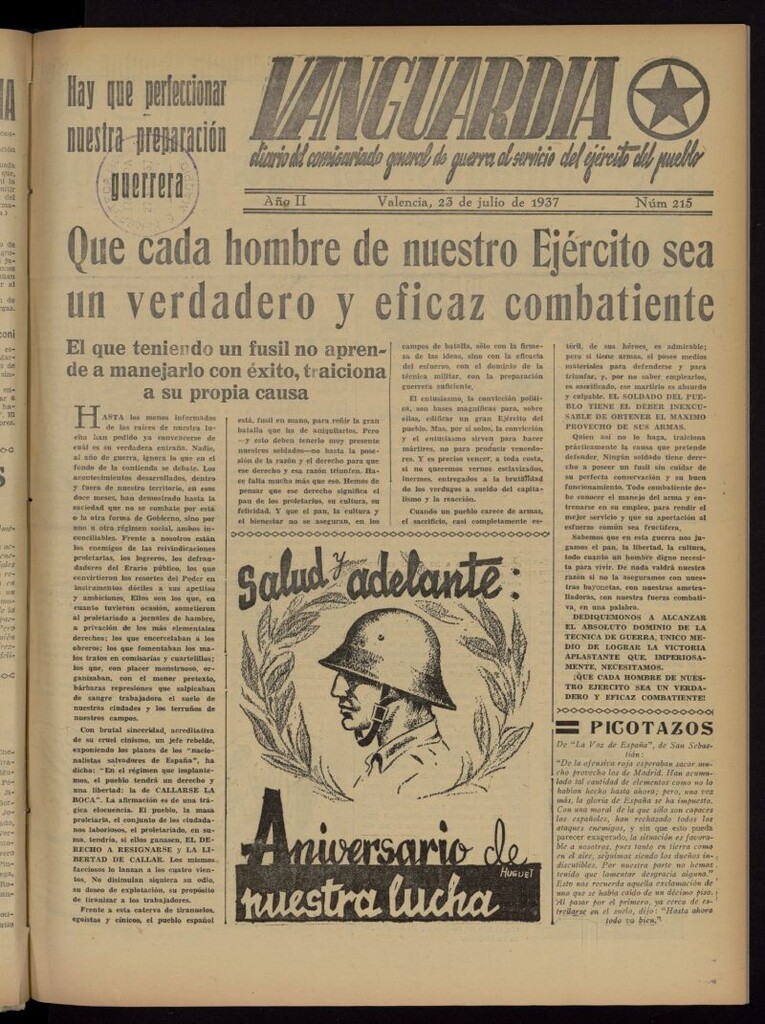 Hay que perfeccionar
nuestra preparación
guerrera
VANGUARDIA
diario del comisariado general de guerra al servicio del ejército del pueblo
Año II
Valencia, 23 de julio de 1937
Núm 215
Que cada hombre de nuestro Ejército sea
un verdadero y eficaz combatiente
El que teniendo un fusil no apren-
de a manejarlo con éxito, traiciona
a su propia causa
HASTA los menos informados
de las raíces de nuestra lu-
cha han podido ya convencerse de
cuál es su verdadera entraña. Nadie,
al año de guerra, ignora lo que en el
fondo de la contienda se debate. Los
acontecimientos desarrollados, dentro
y fuera de nuestro territorio, en esos
doce meses, han demostrado hasta la
saciedad que no se combate por esta
o la otra forma de Gobierno, sino por
uno u otro régimen social, ambos in-
conciliables. Frente a nosotros están
los enemigos de las reivindicaciones
proletarias, los logreros, los defrau-
dadores del Erario público, los que
convirtieron los resortes del Poder en
instrumentos dóciles a sus apetitos
y ambiciones. Ellos son los que, en
cuanto tuvieron ocasión, sometieron
al proletariado a jornales de hambre,
a privación de los más elementales
derechos; los que encarcelaban a los
obreros; los que fomentaban los ma-
los tratos en comisarías y cuartelillos;
los que, con placer monstruoso, or-
ganizaban, con el menor pretexto,
bárbaras represiones que salpicaban
de sangre trabajadora el suelo de
nuestras ciudades y los terruños de
nuestros campos.
Con brutal sinceridad, acreditativa
de su cruel cinismo, un jefe rebelde,
exponiendo los planes de los "nacio-
nalistas salvadores de España", ha
dicho: "En el régimen que implante-
mos, el pueblo tendrá un derecho y
una libertad: la de CALLARSE LA
BOCA". La afirmación es de una trá-
gica elocuencia. El pueblo, la masa
proletaria, el conjunto de los ciudada-
nos laboriosos, el proletariado, en su-
ma, tendría, si ellos ganasen, EL DE-
RECHO A RESIGNARSE Y LA LI-
BERTAD DE CALLAR. Los mismos
facciosos lo lanzan a los cuatro vien-
tos. No disimulan siquiera su odio,
su deseo de explotación, su propósito
de tiranizar a los trabajadores.
Frente a esta caterva de tiranuelos,
egoístas y cínicos, el pueblo español
está, fusil en mano, para reñir la gran
batalla que ha de aniquilarlos. Pero
—y esto deben tenerlo muy presente
nuestros soldados—no basta la pose-
sión de la razón y el derecho para que
ese derecho y esa razón triunfen. Ha-
ce falta mucho más que eso. Hemos de
pensar que ese derecho significa el
pan de los proletarios, su cultura, su
felicidad. Y que el pan, la cultura y
el bienestar no se aseguran, en los
campos de batalla, sólo con la firme-
za de las ideas, sino con la eficacia
del esfuerzo, con el dominio de la
técnica militar, con la preparación
guerrera suficiente.
El entusiasmo, la convicción políti-
ca, son bases magníficas para, sobre
ellas, edificar un gran Ejército del
pueblo. Mas, por sí solos, la convicción
y el entusiasmo sirven para hacer
mártires, no para producir vencedo-
res. Y es preciso vencer, a toda costa,
si no queremos vernos esclavizados,
inermes, entregados a la brutalidad
de los verdugos a sueldo del capita-
lismo y la reacción.
Cuando un pueblo carece de armas,
el sacrificio, casi completamente es-
téril, de sus héroes, es admirable;
pero si tiene armas, si posee medios
materiales para defenderse y para
triunfar, y, por no saber emplearlos,
es sacrificado, ese martirio es absurdo
y culpable. EL SOLDADO DEL PUE-
BLO TIENE EL DEBER INEXCU-
SABLE DE OBTENER EL MAXIMO
PROVECHO DE SUS ARMAS.
Quien así no lo haga, traiciona
prácticamente la causa que pretende
defender. Ningún soldado tiene dere-
cho a poseer un fusil sin cuidar de
su perfecta conservación y su buen
funcionamiento. Todo combatiente de-
be conocer el manejo del arma y en-
trenarse en su empleo, para rendir el
mejor servicio y que su aportación al
esfuerzo común sea fructífera.
Sabemos que en esta guerra nos ju-
gamos el pan, la libertad, la cultura,
todo cuanto un hombre digno necesi-
ta para vivir. De nada valdrá nuestra
razón si no la aseguramos con nues-
tras bayonetas, con nuestras ametra-
lladoras, con nuestra fuerza combati-
va, en una palabra.
DEDIQUEMONOS A ALCANZAR
EL ABSOLUTO DOMINIO DE LA
TECNICA DE GUERRA, UNICO ME-
DIO DE LOGRAR LA VICTORIA
APLASTANTE QUE, IMPERIOSA-
MENTE, NECESITAMOS.
¡QUE CADA HOMBRE DE NUES-
TRO EJERCITO SEA UN VERDA-
DERO Y EFICAZ COMBATIENTE!
Salud y adelante:
Aniversario de
HUGUET
nuestra lucha
PICOTAZOS
De "La Voz de España", de San Sebas-
tián:
"De la ofensiva roja esperaban sacar mu-
cho provecho los de Madrid. Han acumu-
lado tal cantidad de elementos como no lo
habían hecho hasta ahora; pero, una vez
más, la gloria de España se ha impuesto.
Con una moral de la que sólo son capaces
los españoles, han rechazado todos los
ataques enemigos, y sin que esto pueda
parecer exagerado, la situación es favora-
ble a nosotros, pues tanto en tierra como
en el aire, seguimos siendo los dueños in-
discutibles. Por nuestra parte no hemos
tenido que lamentar desgracia alguna."
Esto nos recuerda aquella exclamación de
uno que se había caído de un décimo piso.
Al pasar por el primero, ya cerca de es-
trellarse en el suelo, dijo: "Hasta ahora
todo va bien."